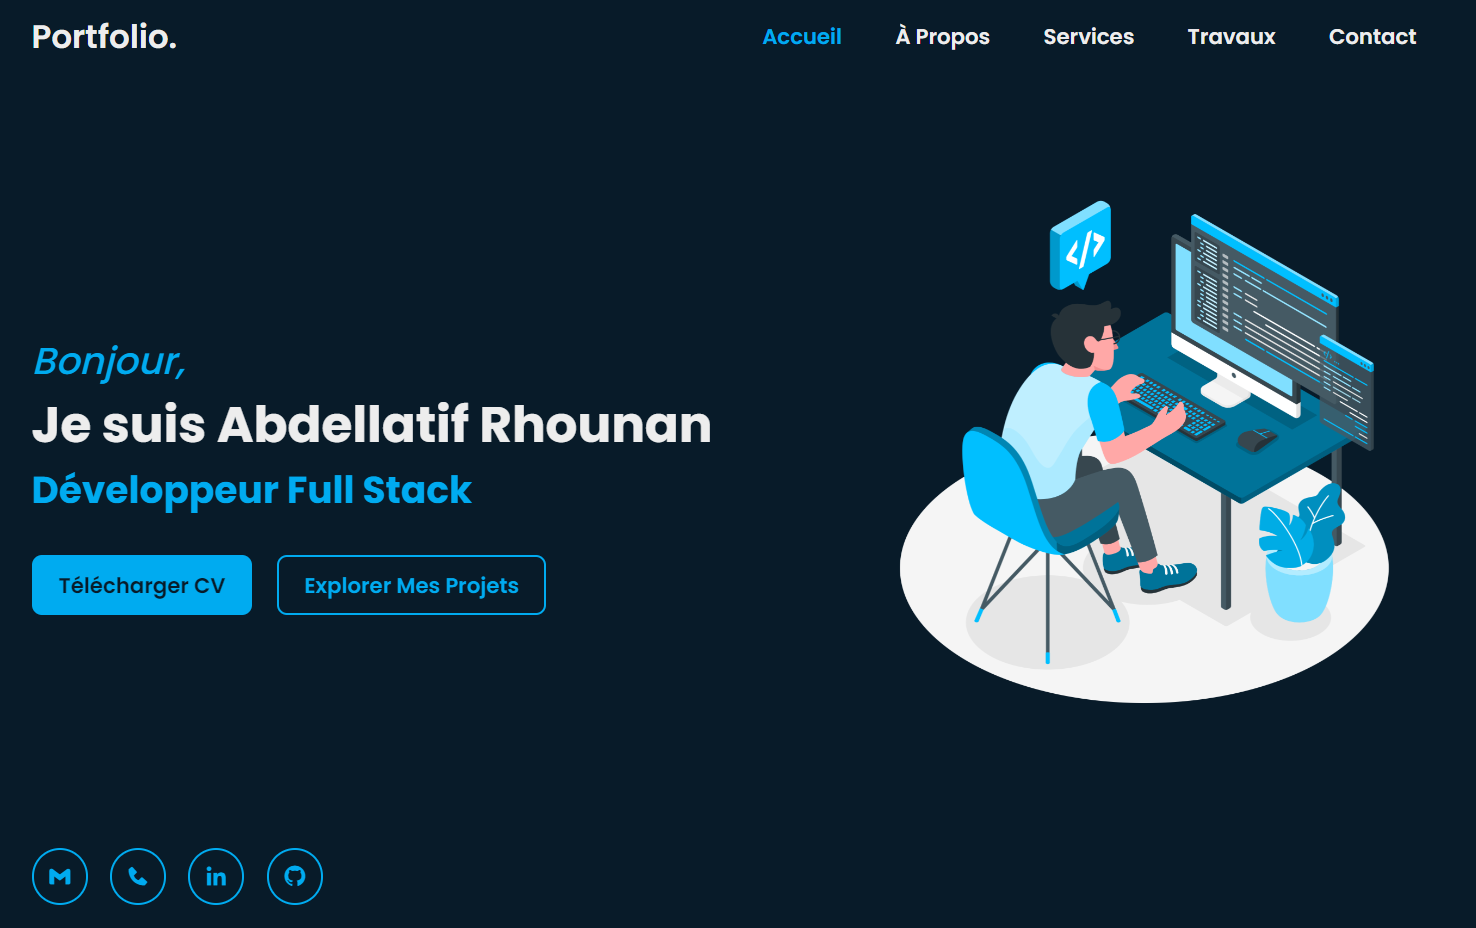 Portfolio.
Accueil À Propos Services Travaux Contact
</>
Bonjour,
Je suis Abdellatif Rhounan
Développeur Full Stack
Télécharger CV Explorer Mes Projets
in